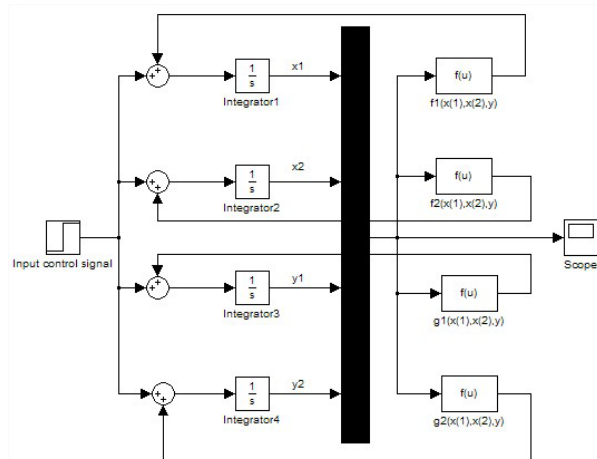 x1
1
s
Integrator1
f(u)
f1(x(1),x(2),y)
x2
1
s
Integrator2
f(u)
f2(x(1),x(2),y)
Input control signal
Scope
y1
1
s
Integrator3
f(u)
g1(x(1),x(2),y)
y2
1
s
Integrator4
f(u)
g2(x(1),x(2),y)